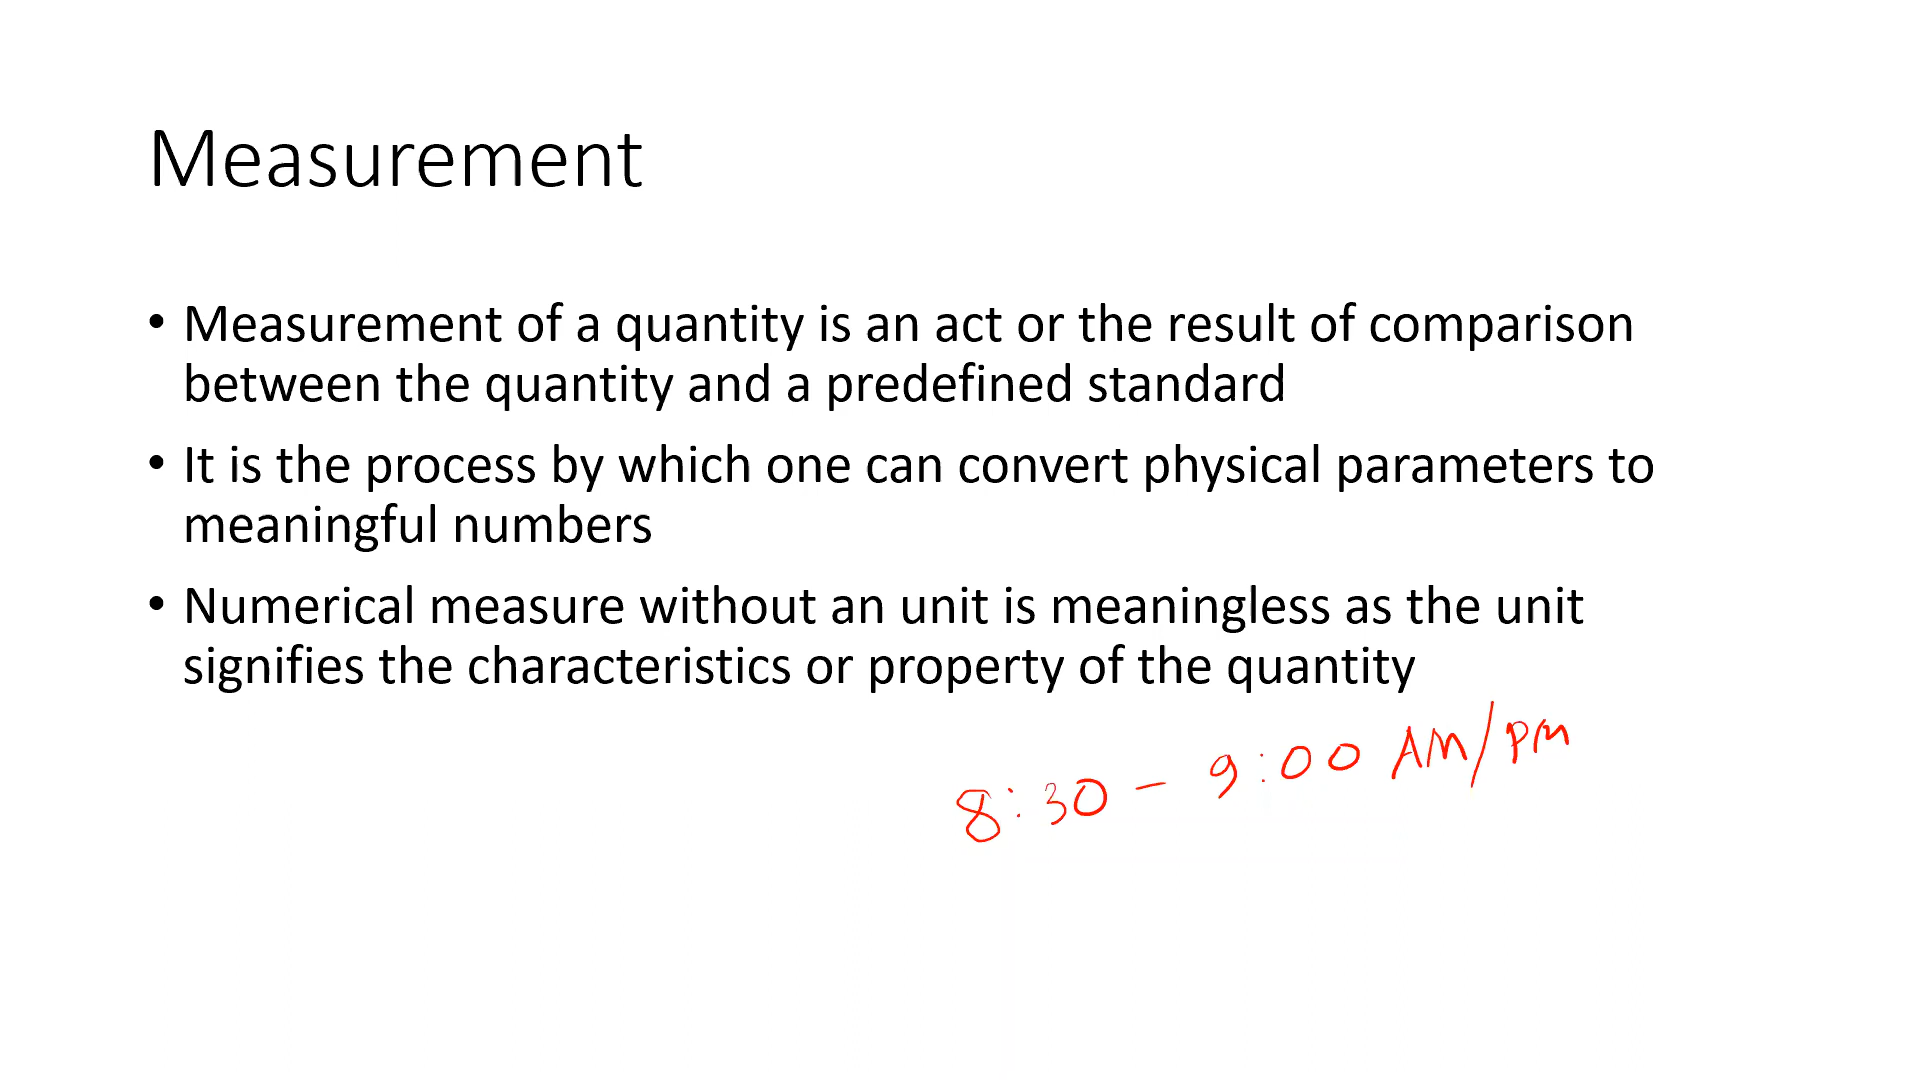 Measurement
• Measurement of a quantity is an act or the result of comparison
between the quantity and a predefined standard
• It is the process by which one can convert physical parameters to
meaningful numbers
• Numerical measure without an unit is meaningless as the unit
signifies the characteristics or property of the quantity
8:30 - 9:00 AM/PM